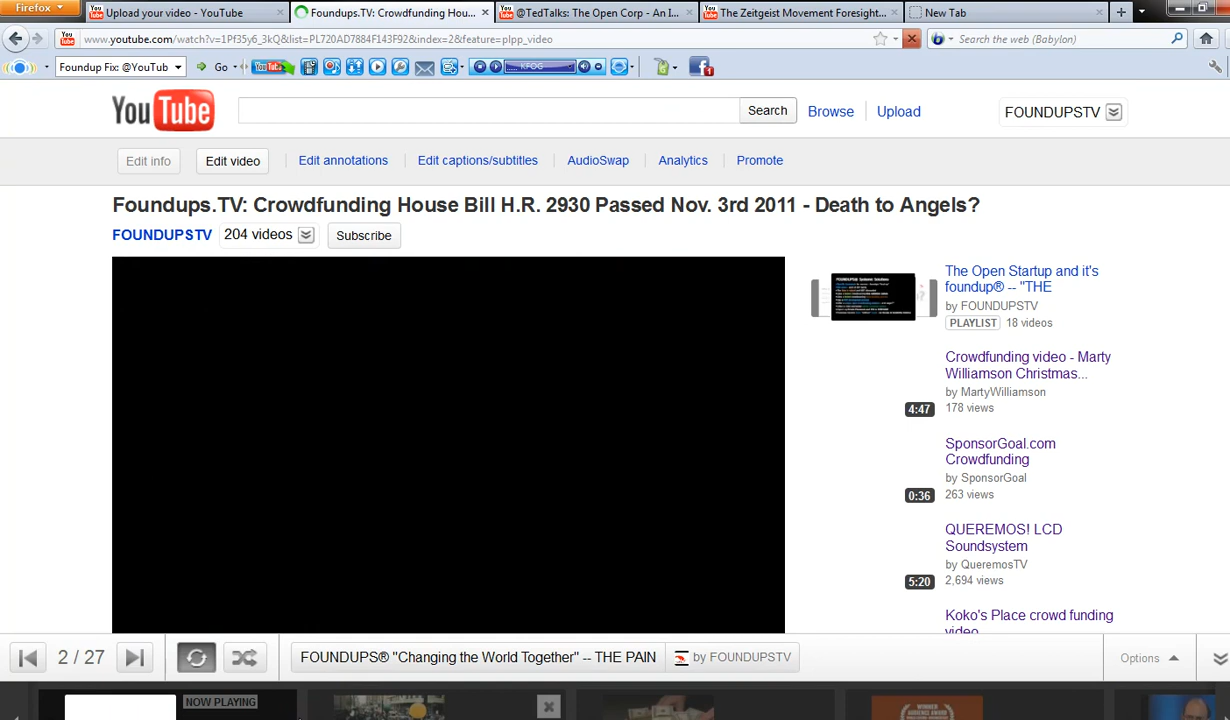 Firefox
Upload your video - YouTube
Foundups.TV: Crowdfunding Hou...
@TedTalks: The Open Corp - An I...
The Zeitgeist Movement Foresight...
New Tab
www.youtube.com/watch?v=1Pf35y6_3kQ&list=PL720AD7884F143F92&index=2&feature=plpp_video
Search the web (Babylon)
Foundup Fix: @YouTub
Go
KFOG
1
YouTube
Search
Browse
Upload
FOUNDUPSTV
Edit info
Edit video
Edit annotations
Edit captions/subtitles
AudioSwap
Analytics
Promote
Foundups.TV: Crowdfunding House Bill H.R. 2930 Passed Nov. 3rd 2011 - Death to Angels?
FOUNDUPSTV
204 videos
Subscribe
The Open Startup and it's
foundup® -- "THE
by FOUNDUPSTV
PLAYLIST 18 videos
Crowdfunding video - Marty
Williamson Christmas...
by MartyWilliamson
4:47
178 views
SponsorGoal.com
Crowdfunding
by SponsorGoal
0:36
263 views
QUEREMOS! LCD
Soundsystem
by QueremosTV
5:20
2,694 views
Koko's Place crowd funding
video
2 / 27
FOUNDUPS® "Changing the World Together" -- THE PAIN
by FOUNDUPSTV
Options
NOW PLAYING
WINNER
AUDIENCE AWARD